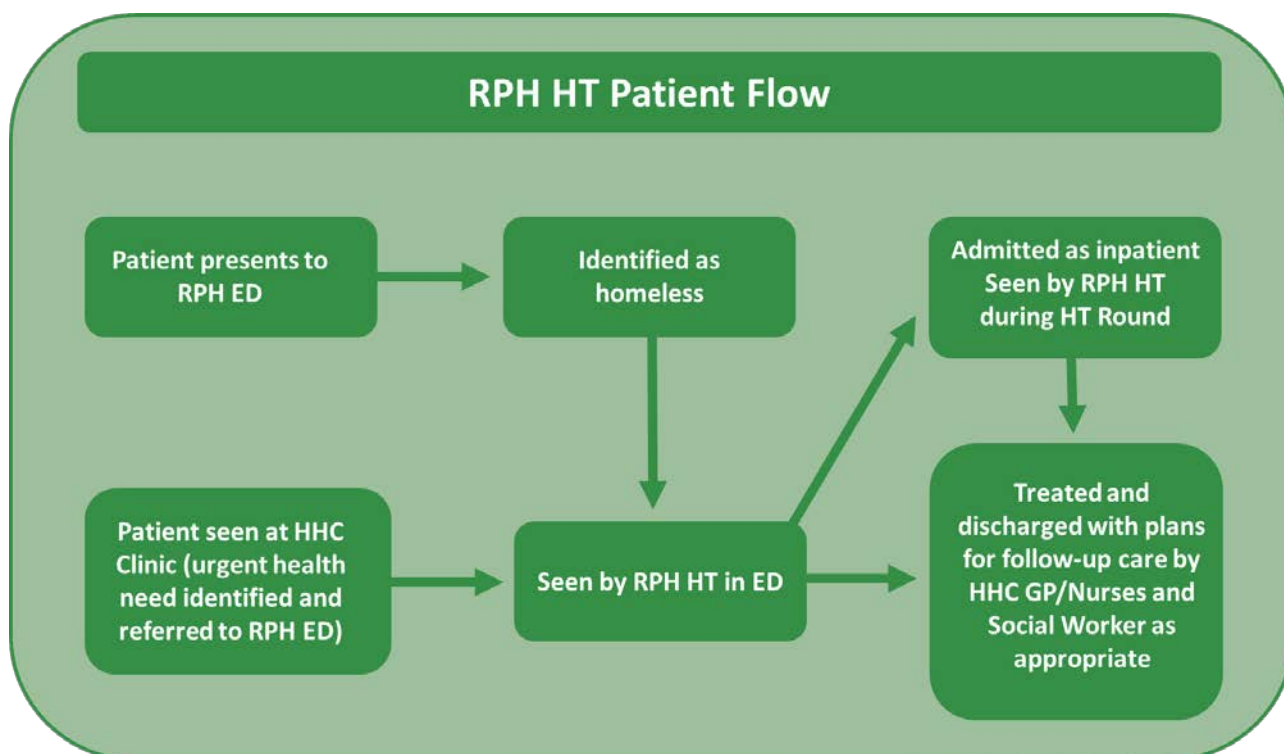 RPH HT Patient Flow
Patient presents to
RPH ED
Identified as
homeless
Admitted as inpatient
Seen by RPH HT
during HT Round
Patient seen at HHC
Clinic (urgent health
need identified and
referred to RPH ED)
Seen by RPH HT in ED
Treated and
discharged with plans
for follow-up care by
HHC GP/Nurses and
Social Worker as
appropriate